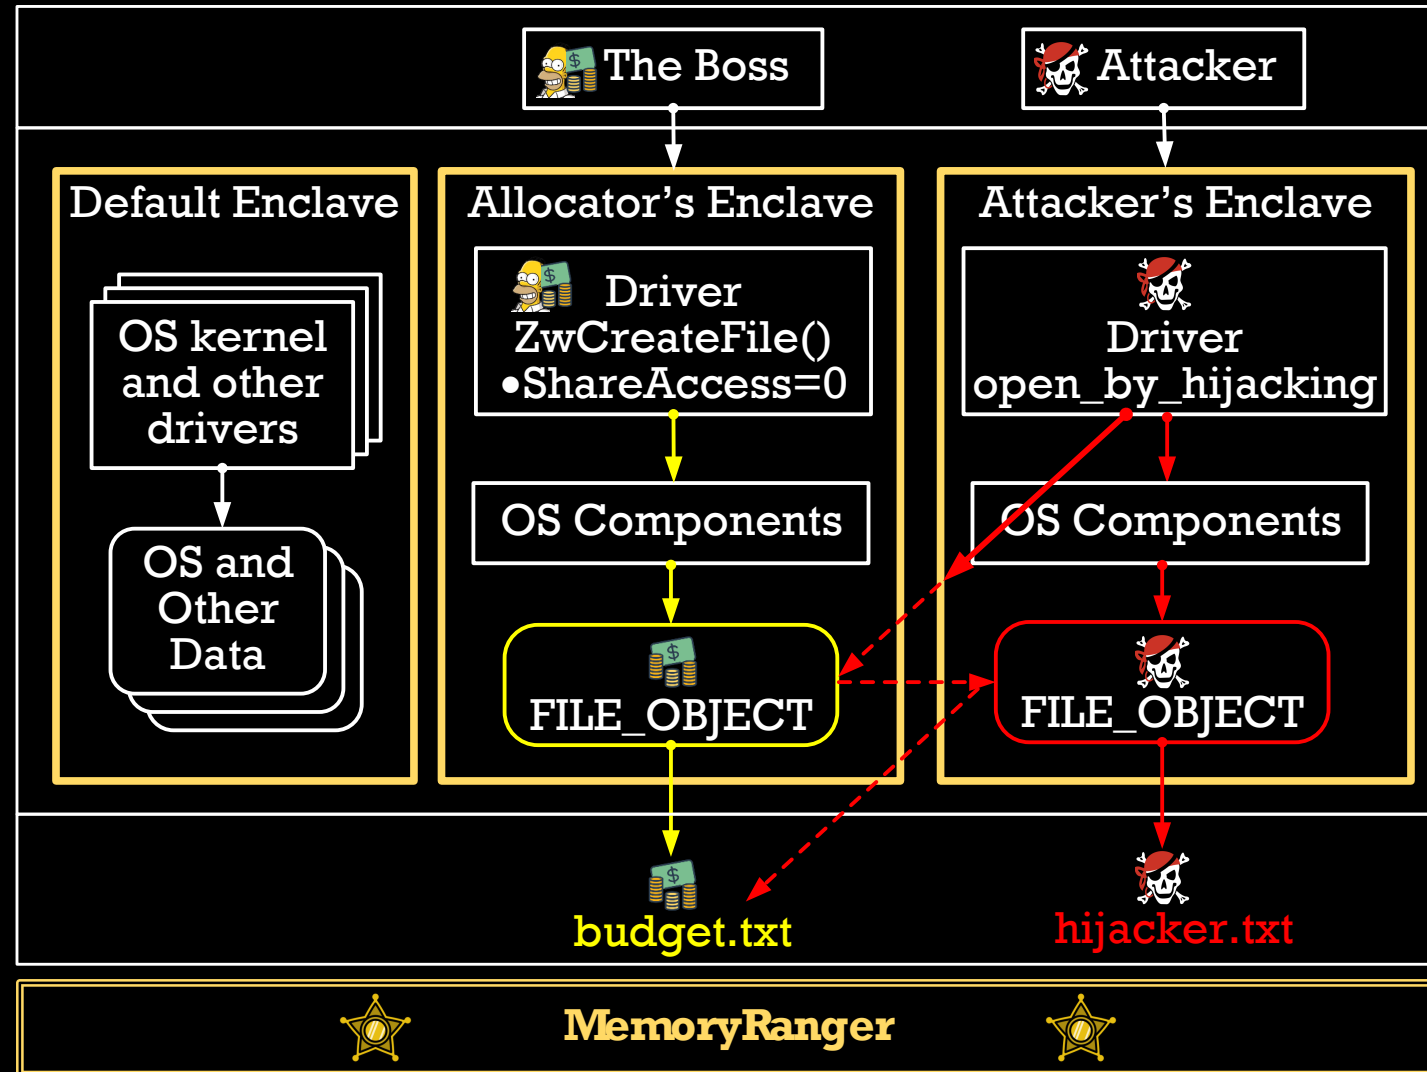 The Boss
Attacker
Default Enclave
OS kernel
and other
drivers
OS and
Other
Data
Allocator's Enclave
Driver
ZwCreateFile()
•ShareAccess=0
OS Components
FILE_OBJECT
Attacker's Enclave
Driver
open_by_hijacking
OS Components
FILE_OBJECT
budget.txt
hijacker.txt
MemoryRanger